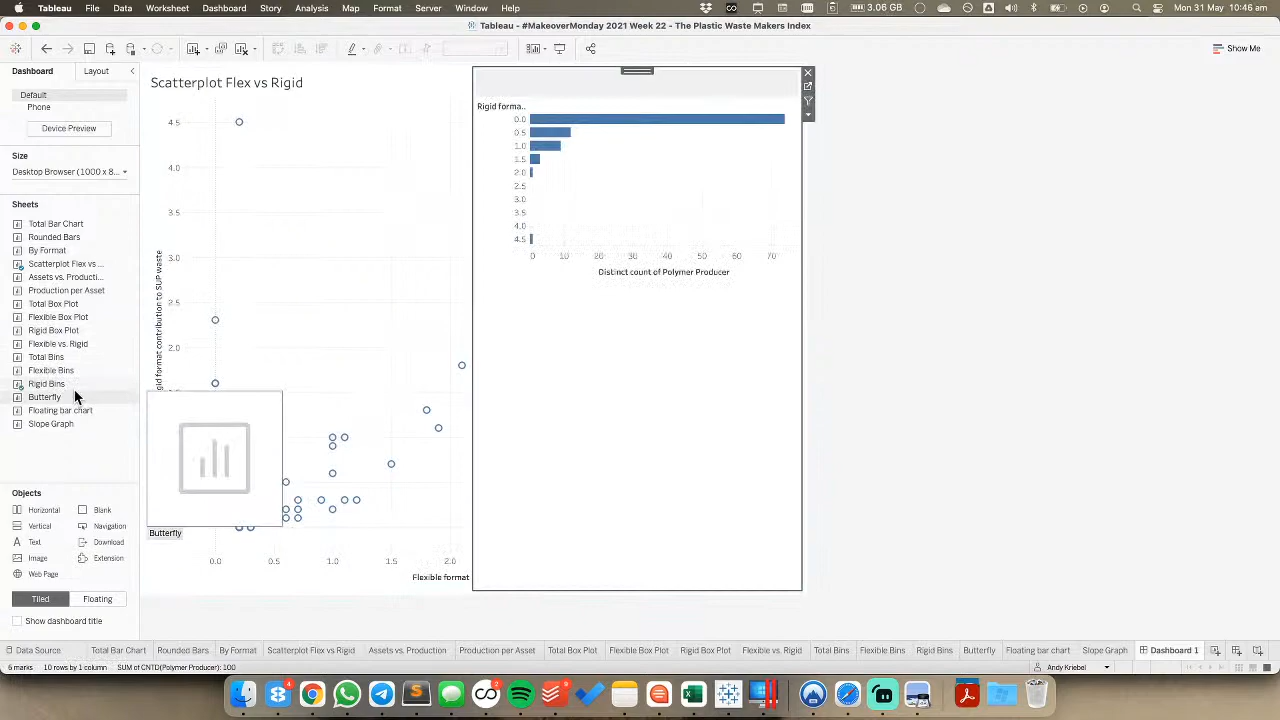 Tableau File Data Worksheet Dashboard Story Analysis Map Format Server Window Help 3.06 GB Mon 31 May 10:46 am
Tableau - #MakeoverMonday 2021 Week 22 - The Plastic Waste Makers Index
Show Me
Dashboard Layout
Default
Phone
Device Preview
Size
Desktop Browser (1000 x 8...
Sheets
Total Bar Chart
Rounded Bars
By Format
Scatterplot Flex vs ...
Assets vs. Producti...
Production per Asset
Total Box Plot
Flexible Box Plot
Rigid Box Plot
Flexible vs. Rigid
Total Bins
Flexible Bins
Rigid Bins
Butterfly
Floating bar chart
Slope Graph
Objects
Horizontal Blank
Vertical Navigation
Text Download
Image Extension
Web Page
Tiled Floating
Show dashboard title
Scatterplot Flex vs Rigid
4.5
4.0
3.5
3.0
2.5
2.0
format contribution to SUP waste
0.0 0.5 1.0 1.5 2.0
Flexible format
Butterfly
Rigid forma..
0.0
0.5
1.0
1.5
2.0
2.5
3.0
3.5
4.0
4.5
0 10 20 30 40 50 60 70
Distinct count of Polymer Producer
Data Source Total Bar Chart Rounded Bars By Format Scatterplot Flex vs Rigid Assets vs. Production Production per Asset Total Box Plot Flexible Box Plot Rigid Box Plot Flexible vs. Rigid Total Bins Flexible Bins Rigid Bins Butterfly Floating bar chart Slope Graph Dashboard 1
6 marks 10 rows by 1 column SUM of CNTD(Polymer Producer): 100 Andy Kriebel